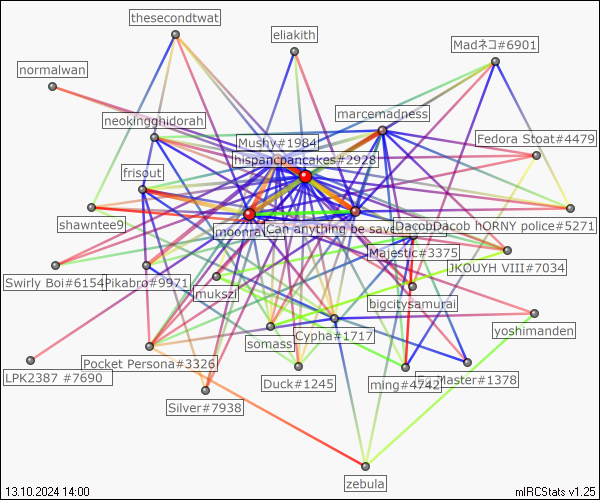 thesecondtwat
eliakith
Madネコ#6901
normalwan
marcemadness
neokingghidorah
Mushy#1984
Fedora Stoat#4479
hispancpancakes#2928
frisout
shawntee9
moonra
Can anything be save
Dacob
Dacob hORNY police#5271
Majestic#3375
JKOUYH VIII#7034
Swirly Boi#6154
Pikabro#9971
mukszi
bigcitysamurai
yoshimanden
somass
Cypha#1717
Pocket Persona#3326
LPK2387 #7690
Duck#1245
ming#4742
Master#1378
Silver#7938
zebula
13.10.2024 14:00
mIRCStats v1.25